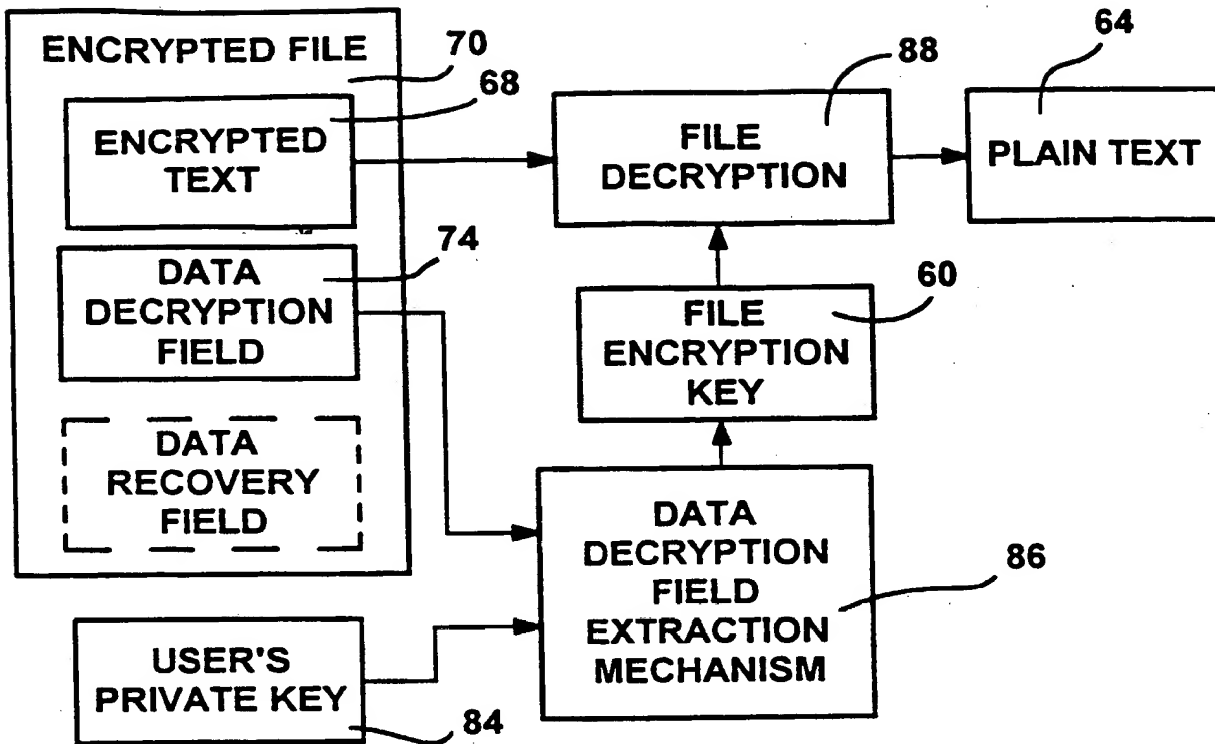 ENCRYPTED FILE
70
68
ENCRYPTED
TEXT
74
DATA
DECRYPTION
FIELD
DATA
RECOVERY
FIELD
USER'S
PRIVATE KEY
84
88
FILE
DECRYPTION
64
PLAIN TEXT
60
FILE
ENCRYPTION
KEY
DATA
DECRYPTION
FIELD
EXTRACTION
MECHANISM
86